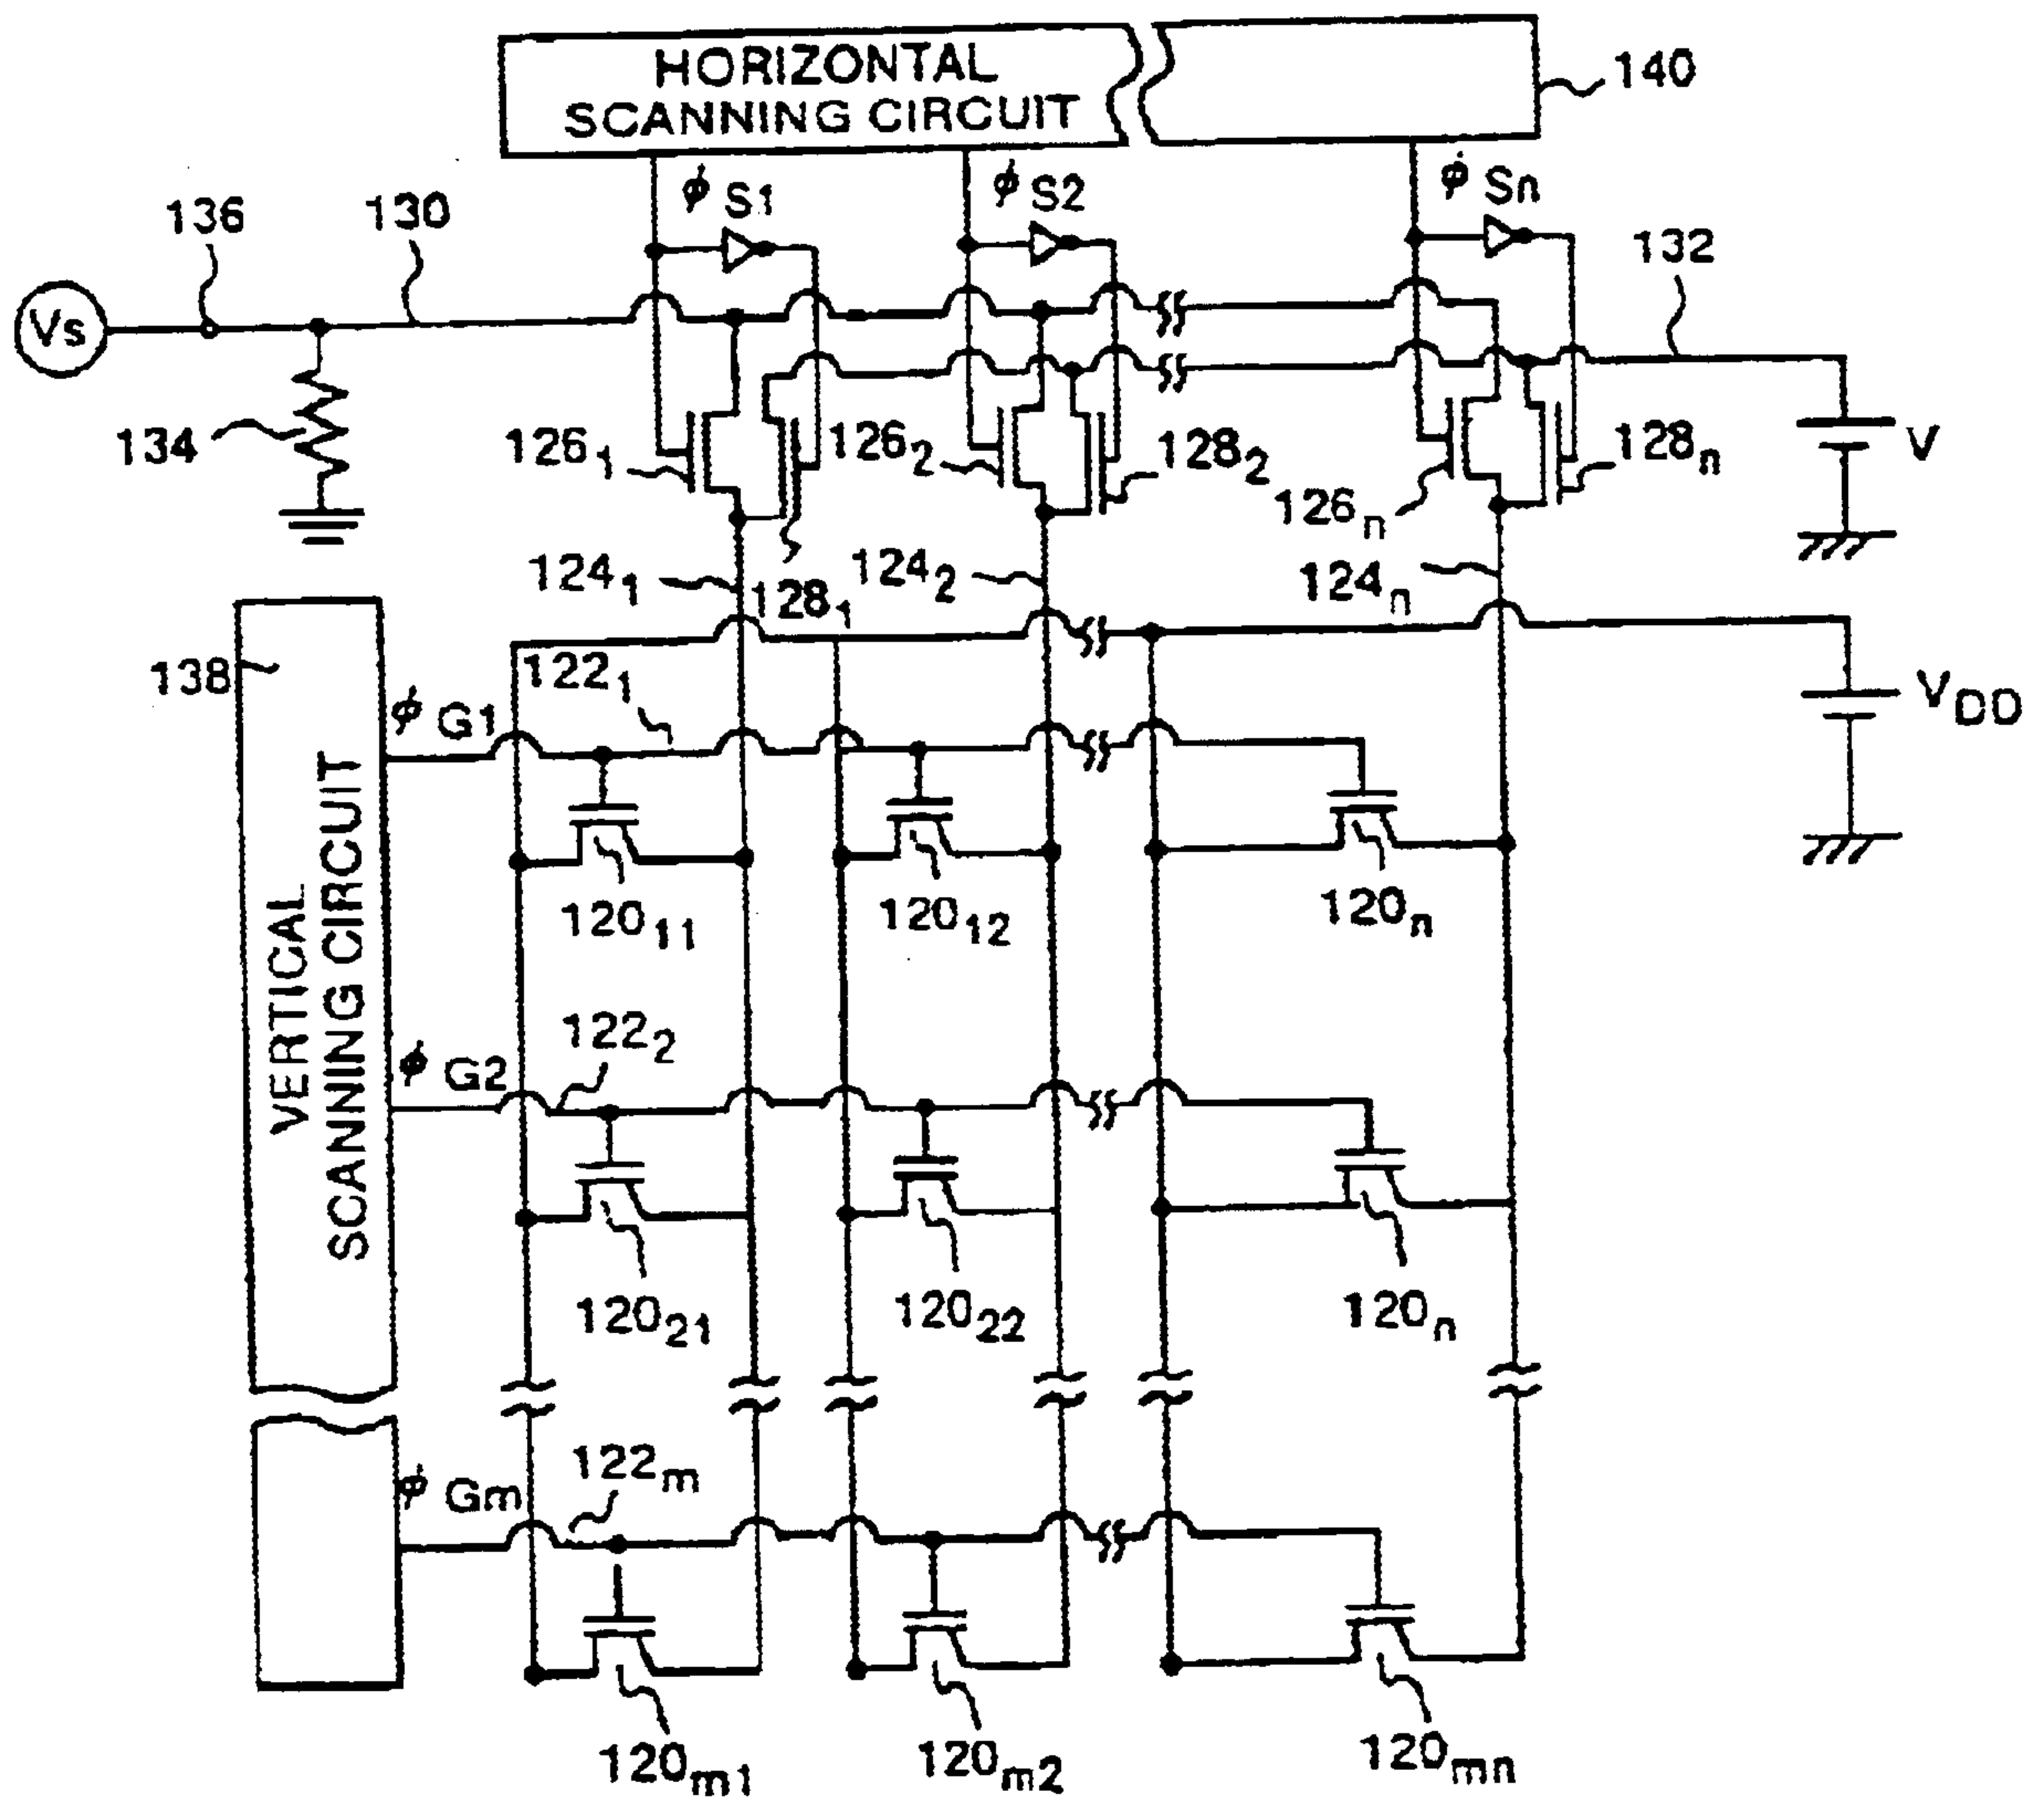 HORIZONTAL
SCANNING CIRCUIT
140
ϕS1
ϕS2
ϕSn
136
130
132
Vs
134
126₁
126₂
128₂
126n
128n
V
124₁
128₁
124₂
124n
138
122₁
ϕG1
VDD
VERTICAL
SCANNING CIRCUIT
120₁₁
120₁₂
120n
122₂
ϕG2
120₂₁
120₂₂
120n
122m
ϕGm
120m1
120m2
120mn